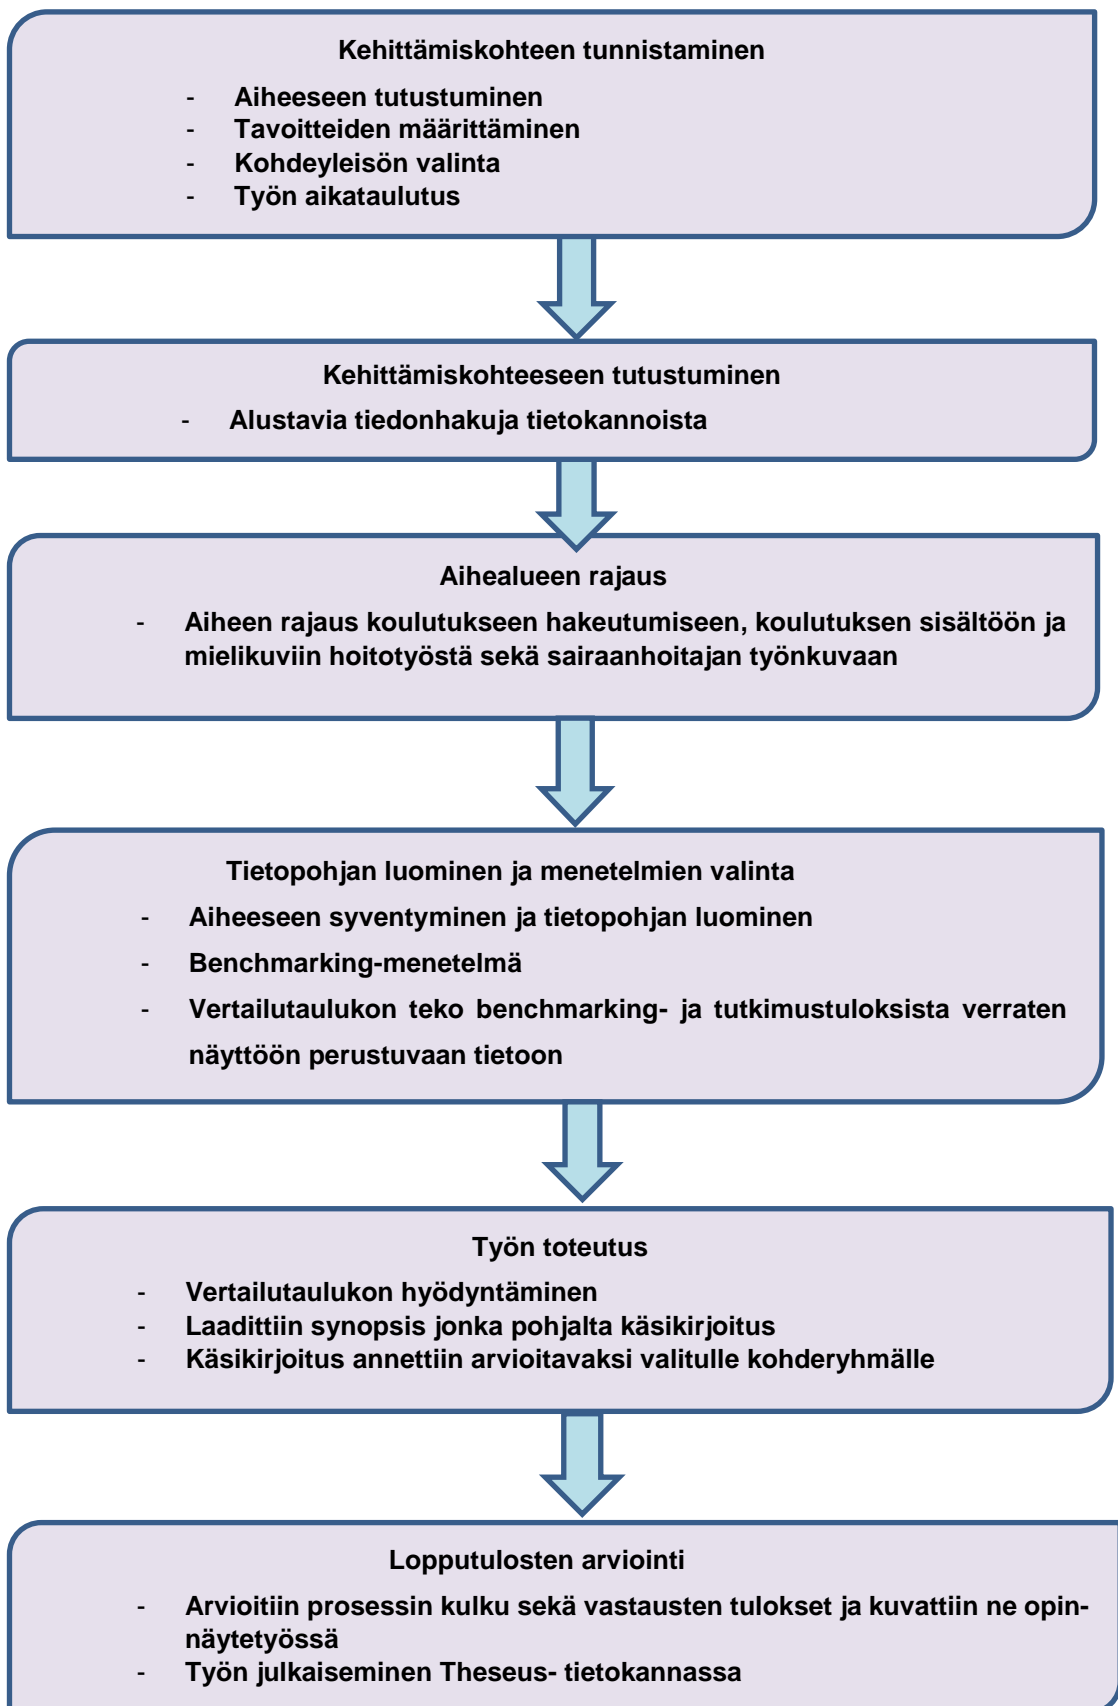 Kehittämiskohteen tunnistaminen
- Aiheeseen tutustuminen
- Tavoitteiden määrittäminen
- Kohdeyleisön valinta
- Työn aikataulutus
Kehittämiskohteeseen tutustuminen
- Alustavia tiedonhakuja tietokannoista
Aihealueen rajaus
- Aiheen rajaus koulutukseen hakeutumiseen, koulutuksen sisältöön ja
mielikuviin hoitotyöstä sekä sairaanhoitajan työnkuvaan
Tietopohjan luominen ja menetelmien valinta
- Aiheeseen syventyminen ja tietopohjan luominen
- Benchmarking-menetelmä
- Vertailutaulukon teko benchmarking- ja tutkimustuloksista verraten
näyttöön perustuvaan tietoon
Työn toteutus
- Vertailutaulukon hyödyntäminen
- Laadittiin synopsis jonka pohjalta käsikirjoitus
- Käsikirjoitus annettiin arvioitavaksi valitulle kohderyhmälle
Lopputulosten arviointi
- Arvioitiin prosessin kulku sekä vastausten tulokset ja kuvattiin ne opin-
näytetyössä
- Työn julkaiseminen Theseus- tietokannassa